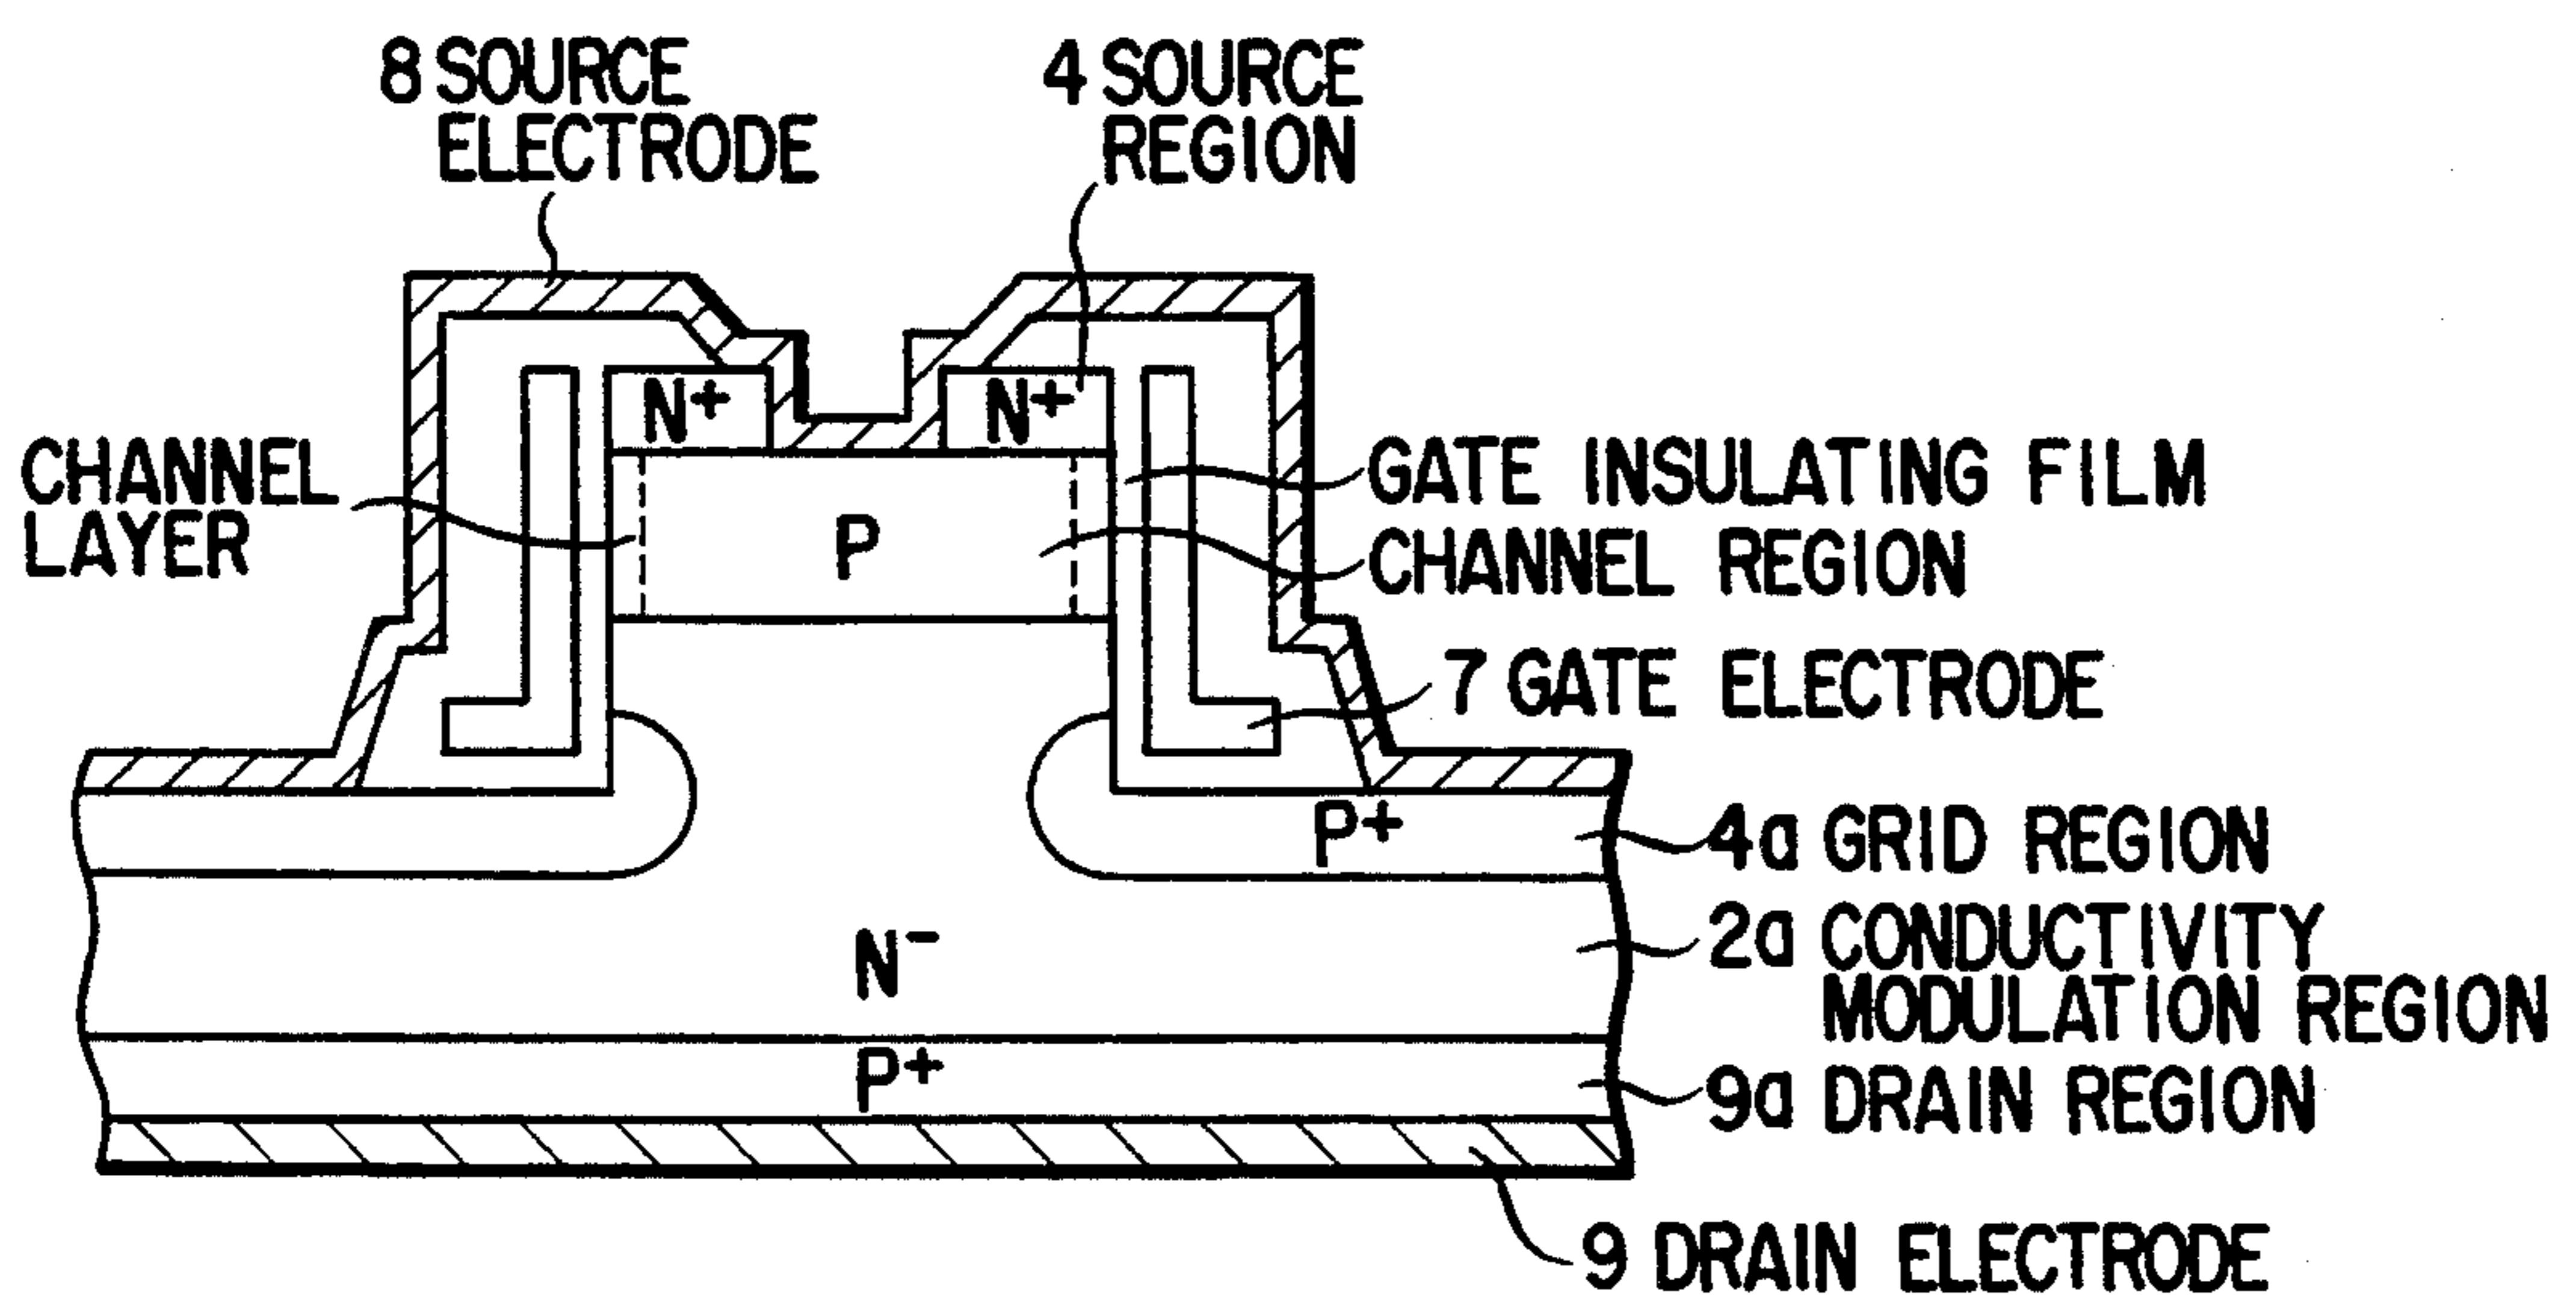 8 SOURCE
ELECTRODE
4 SOURCE
REGION
N+
N+
CHANNEL
LAYER
GATE INSULATING FILM
P
CHANNEL REGION
7 GATE ELECTRODE
P+
4a GRID REGION
N-
2a CONDUCTIVITY
MODULATION REGION
P+
9a DRAIN REGION
9 DRAIN ELECTRODE